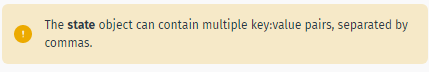 The state object can contain multiple key:value pairs, separated by
commas.